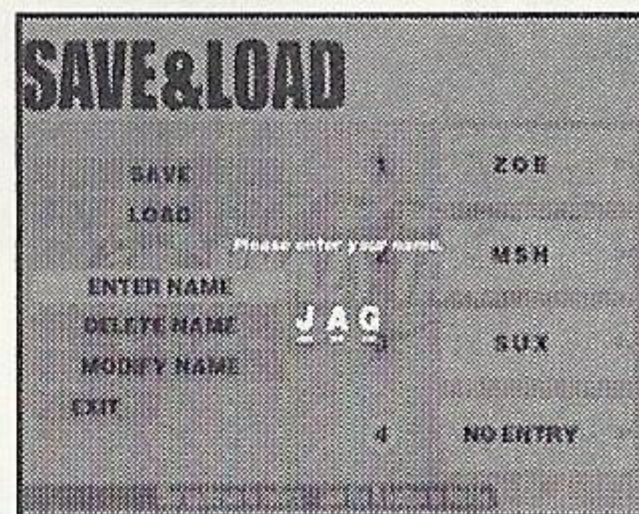 SAVE&LOAD
SAVE
LOAD
Please enter your name.
ENTER NAME
DELETE NAME
MODIFY NAME
EXIT
J A G
1 ZOE
2 MSH
3 SUX
4 NO ENTRY